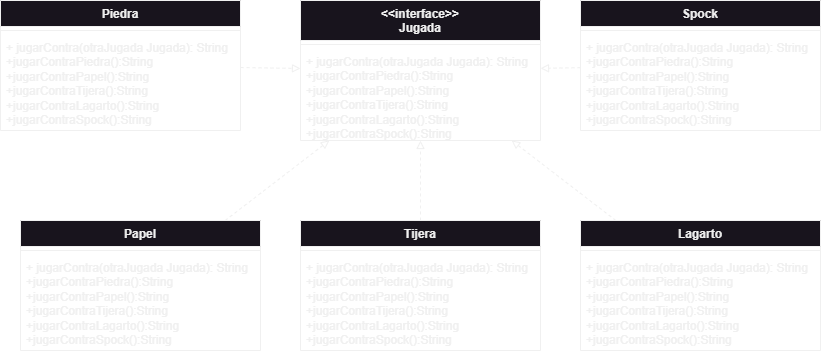 Piedra
+ jugarContra(otraJugada Jugada): String
+jugarContraPiedra():String
+jugarContraPapel():String
+jugarContraTijera():String
+jugarContraLagarto():String
+jugarContraSpock():String
<<interface>>
Jugada
+ jugarContra(otraJugada Jugada): String
+jugarContraPiedra():String
+jugarContraPapel():String
+jugarContraTijera():String
+jugarContraLagarto():String
+jugarContraSpock():String
Spock
+ jugarContra(otraJugada Jugada): String
+jugarContraPiedra():String
+jugarContraPapel():String
+jugarContraTijera():String
+jugarContraLagarto():String
+jugarContraSpock():String
Papel
+ jugarContra(otraJugada Jugada): String
+jugarContraPiedra():String
+jugarContraPapel():String
+jugarContraTijera():String
+jugarContraLagarto():String
+jugarContraSpock():String
Tijera
+ jugarContra(otraJugada Jugada): String
+jugarContraPiedra():String
+jugarContraPapel():String
+jugarContraTijera():String
+jugarContraLagarto():String
+jugarContraSpock():String
Lagarto
+ jugarContra(otraJugada Jugada): String
+jugarContraPiedra():String
+jugarContraPapel():String
+jugarContraTijera():String
+jugarContraLagarto():String
+jugarContraSpock():String